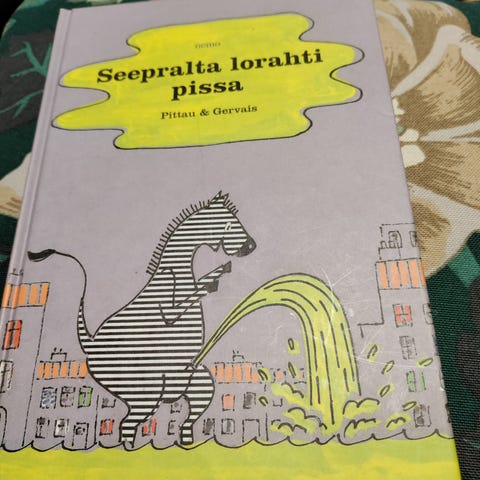 nemo
Seepralta lorahti
pissa
Pittau & Gervais